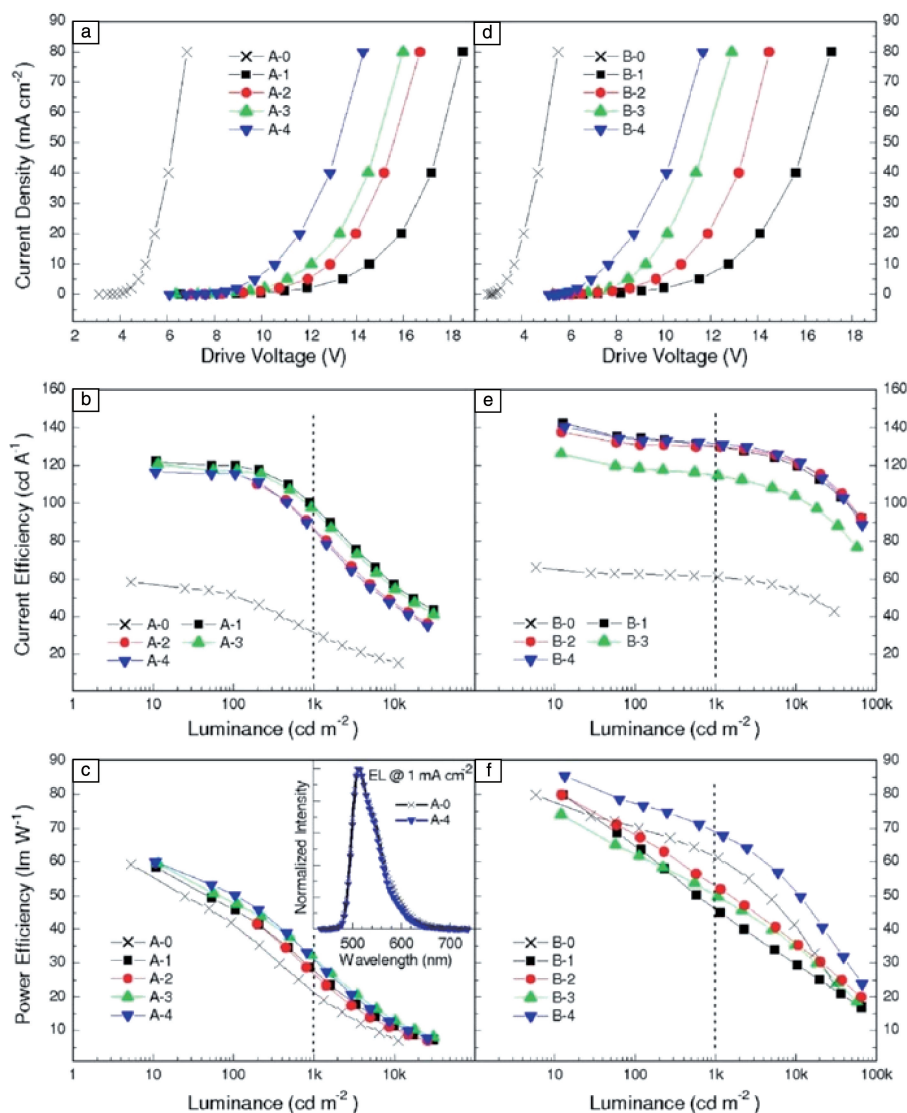 a
90
80
70
60
50
40
30
20
10
0
Current Density (mA cm-2)
A-0
A-1
A-2
A-3
A-4
2 4 6 8 10 12 14 16 18
Drive Voltage (V)
d
B-0
B-1
B-2
B-3
B-4
4 6 8 10 12 14 16 18
Drive Voltage (V)
b
160
140
120
100
80
60
40
20
Current Efficiency (cd A-1)
A-0 A-1
A-2 A-3
A-4
1 10 100 1k 10k
Luminance (cd m-2)
e
B-0 B-1
B-2 B-3
B-4
1 10 100 1k 10k 100k
Luminance (cd m-2)
c
90
80
70
60
50
40
30
20
10
Power Efficiency (lm W-1)
A-0
A-1
A-2
A-3
A-4
EL @ 1 mA cm-2
A-0
A-4
Normalized Intensity
500 600 700
Wavelength (nm)
10 100 1k 10k
Luminance (cd m-2)
f
B-0
B-1
B-2
B-3
B-4
1 10 100 1k 10k 100k
Luminance (cd m-2)